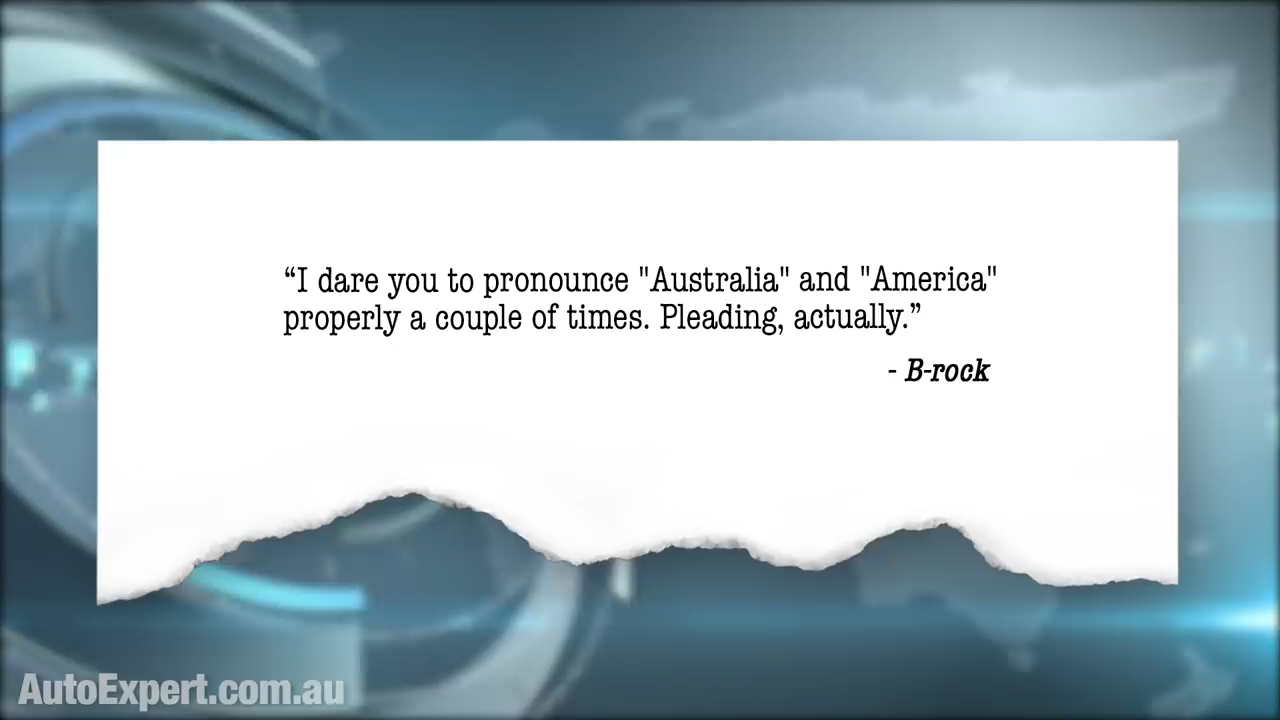 “I dare you to pronounce "Australia" and "America"
properly a couple of times. Pleading, actually.”
- B-rock
AutoExpert.com.au